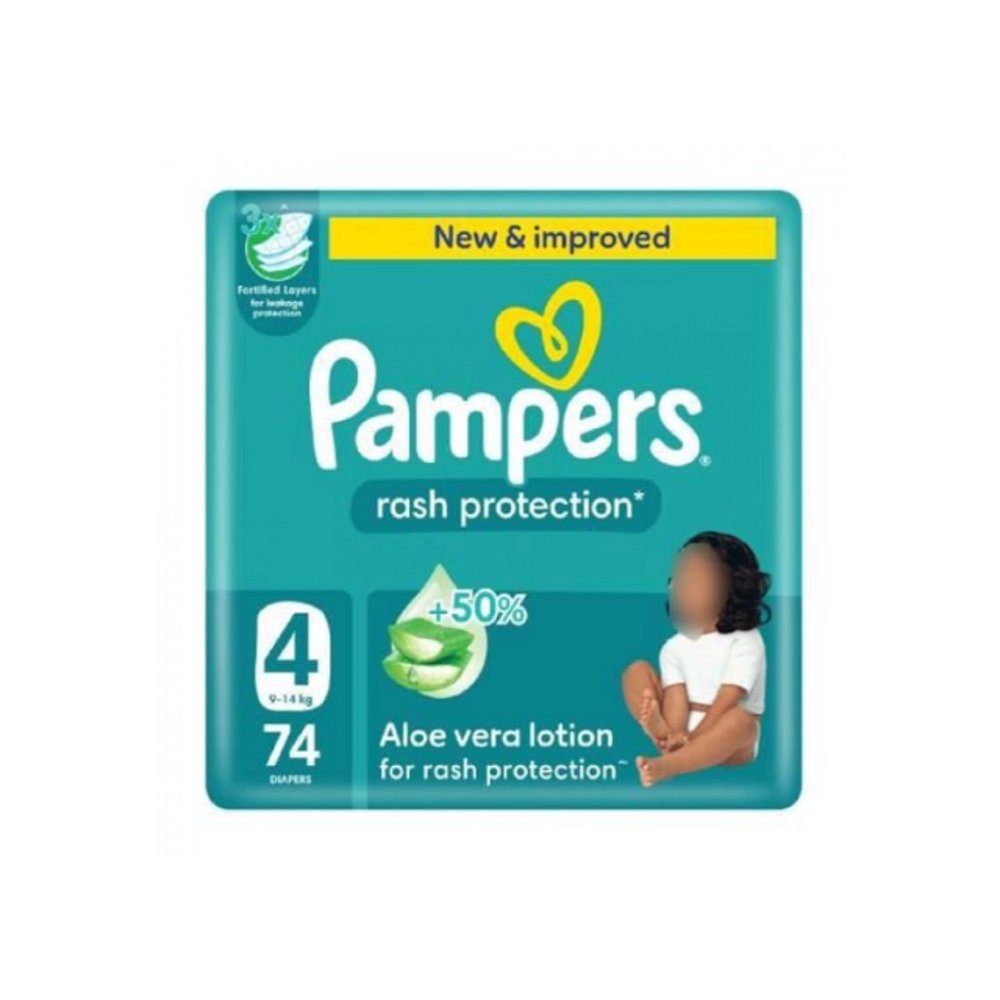 3x^
Fortified Layers
for leakage
protection
New & improved
Pampers®
rash protection*
+50%
4
9-14 kg
74
DIAPERS
Aloe vera lotion
for rash protection~